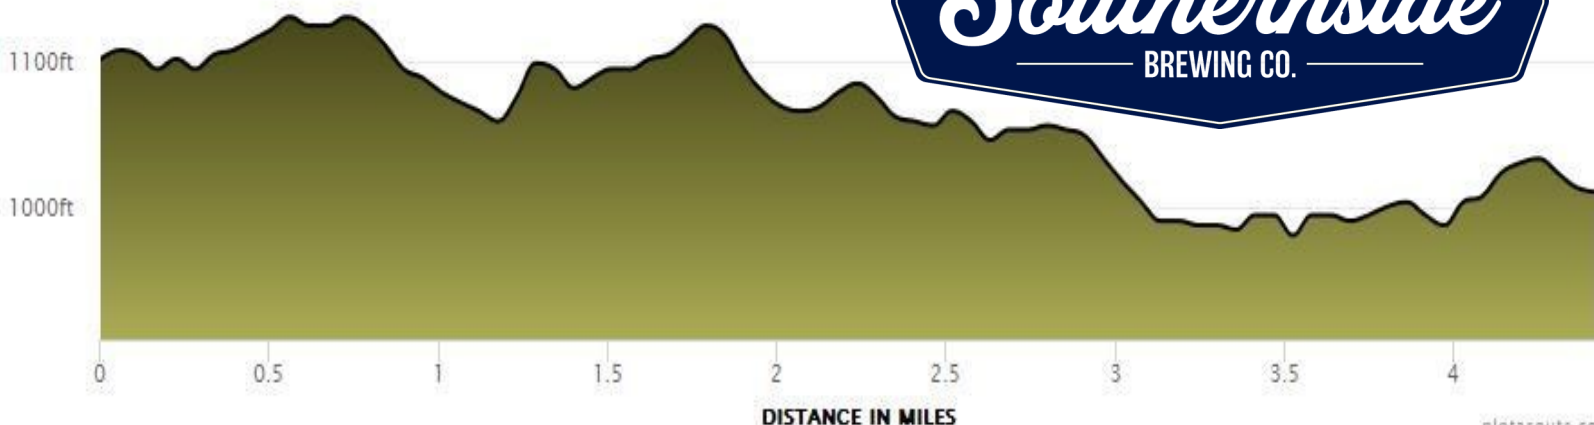 Southernside
BREWING CO.
1100ft
1000ft
0 0.5 1 1.5 2 2.5 3 3.5 4
DISTANCE IN MILES